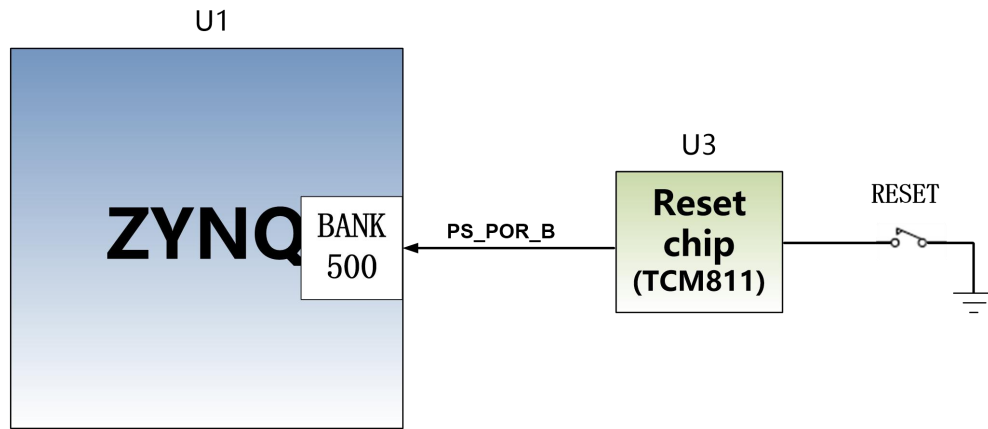 U1
ZYNQ
BANK
500
PS_POR_B
U3
Reset
chip
(TCM811)
RESET